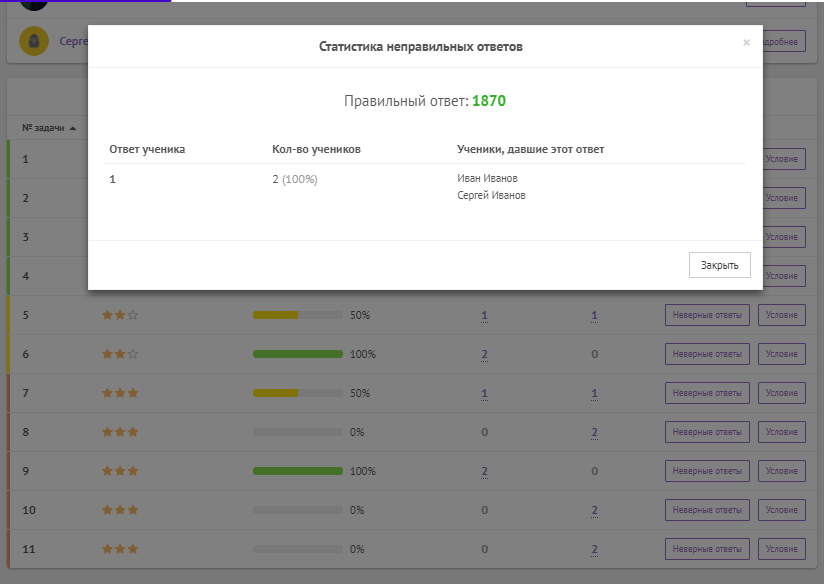 Серге
дробнее
Статистика неправильных ответов ×
Правильный ответ: 1870
Ответ ученика Кол-во учеников Ученики, давшие этот ответ
1 2 (100%) Иван Иванов
Сергей Иванов
Закрыть
№ задачи
1 Условие
2 Условие
3 Условие
4 Условие
5 50% 1 1 Неверные ответы Условие
6 100% 2 0 Неверные ответы Условие
7 50% 1 1 Неверные ответы Условие
8 0% 0 2 Неверные ответы Условие
9 100% 2 0 Неверные ответы Условие
10 0% 0 2 Неверные ответы Условие
11 0% 0 2 Неверные ответы Условие